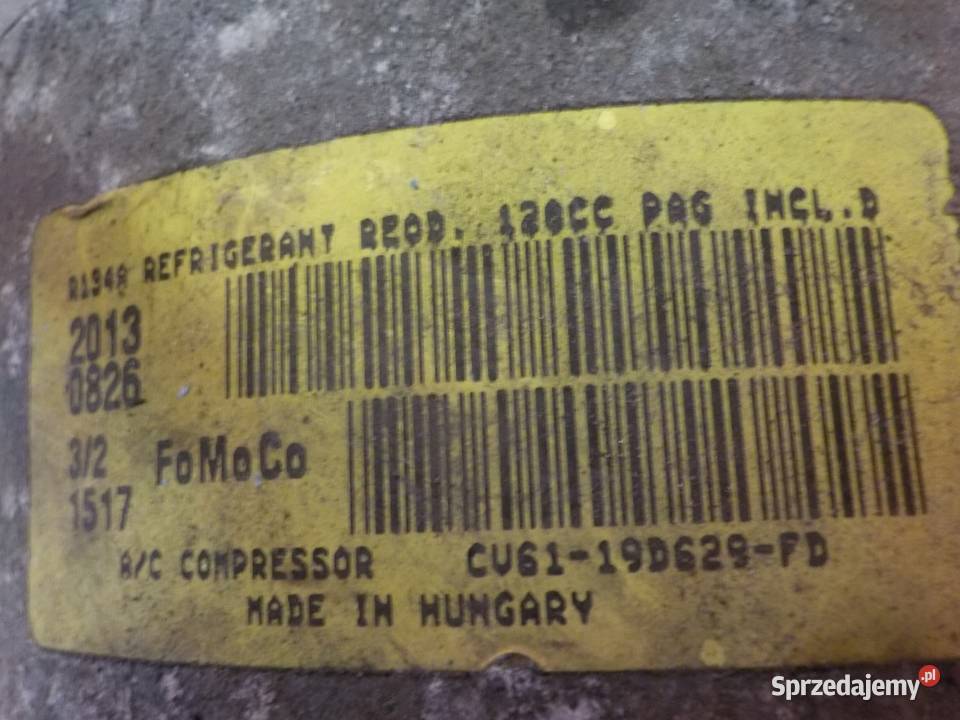 R134A REFRIGERANT REQD. 120CC PAG INCL.D
2013
0826
3/2
1517
FoMoCo
A/C COMPRESSOR CV61-19D629-FD
MADE IN HUNGARY
Sprzedajemy.pl